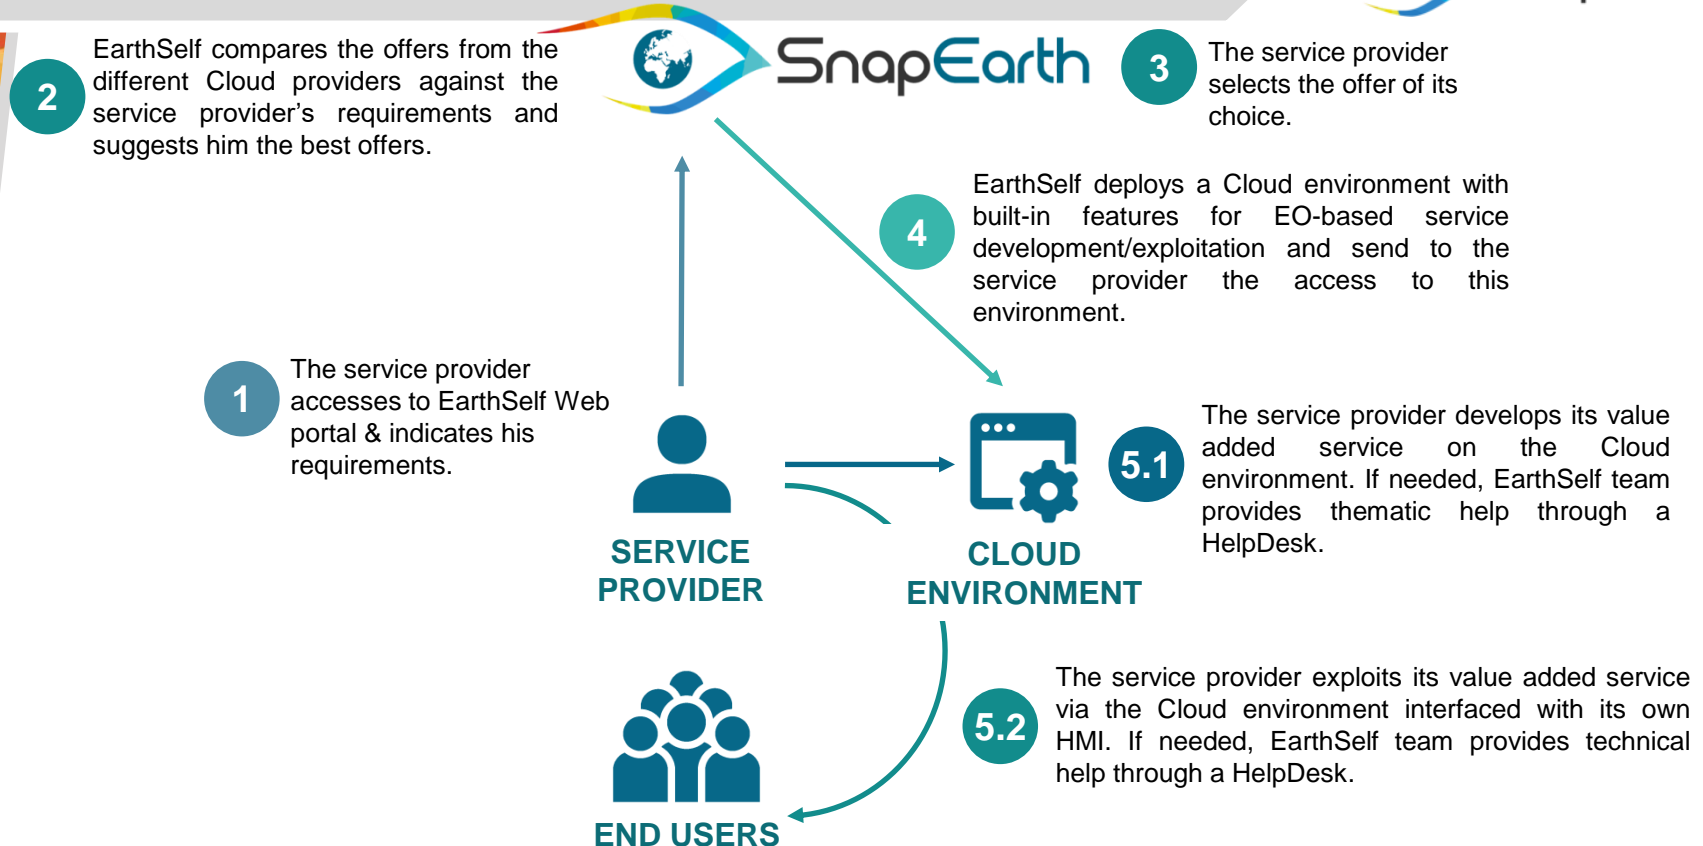 2
EarthSelf compares the offers from the
different Cloud providers against the
service provider's requirements and
suggests him the best offers.
SnapEarth
3
The service provider
selects the offer of its
choice.
4
EarthSelf deploys a Cloud environment with
built-in features for EO-based service
development/exploitation and send to the
service provider the access to this
environment.
1
The service provider
accesses to EarthSelf Web
portal & indicates his
requirements.
SERVICE
PROVIDER
CLOUD
ENVIRONMENT
5.1
The service provider develops its value
added service on the Cloud
environment. If needed, EarthSelf team
provides thematic help through a
HelpDesk.
5.2
The service provider exploits its value added service
via the Cloud environment interfaced with its own
HMI. If needed, EarthSelf team provides technical
help through a HelpDesk.
END USERS